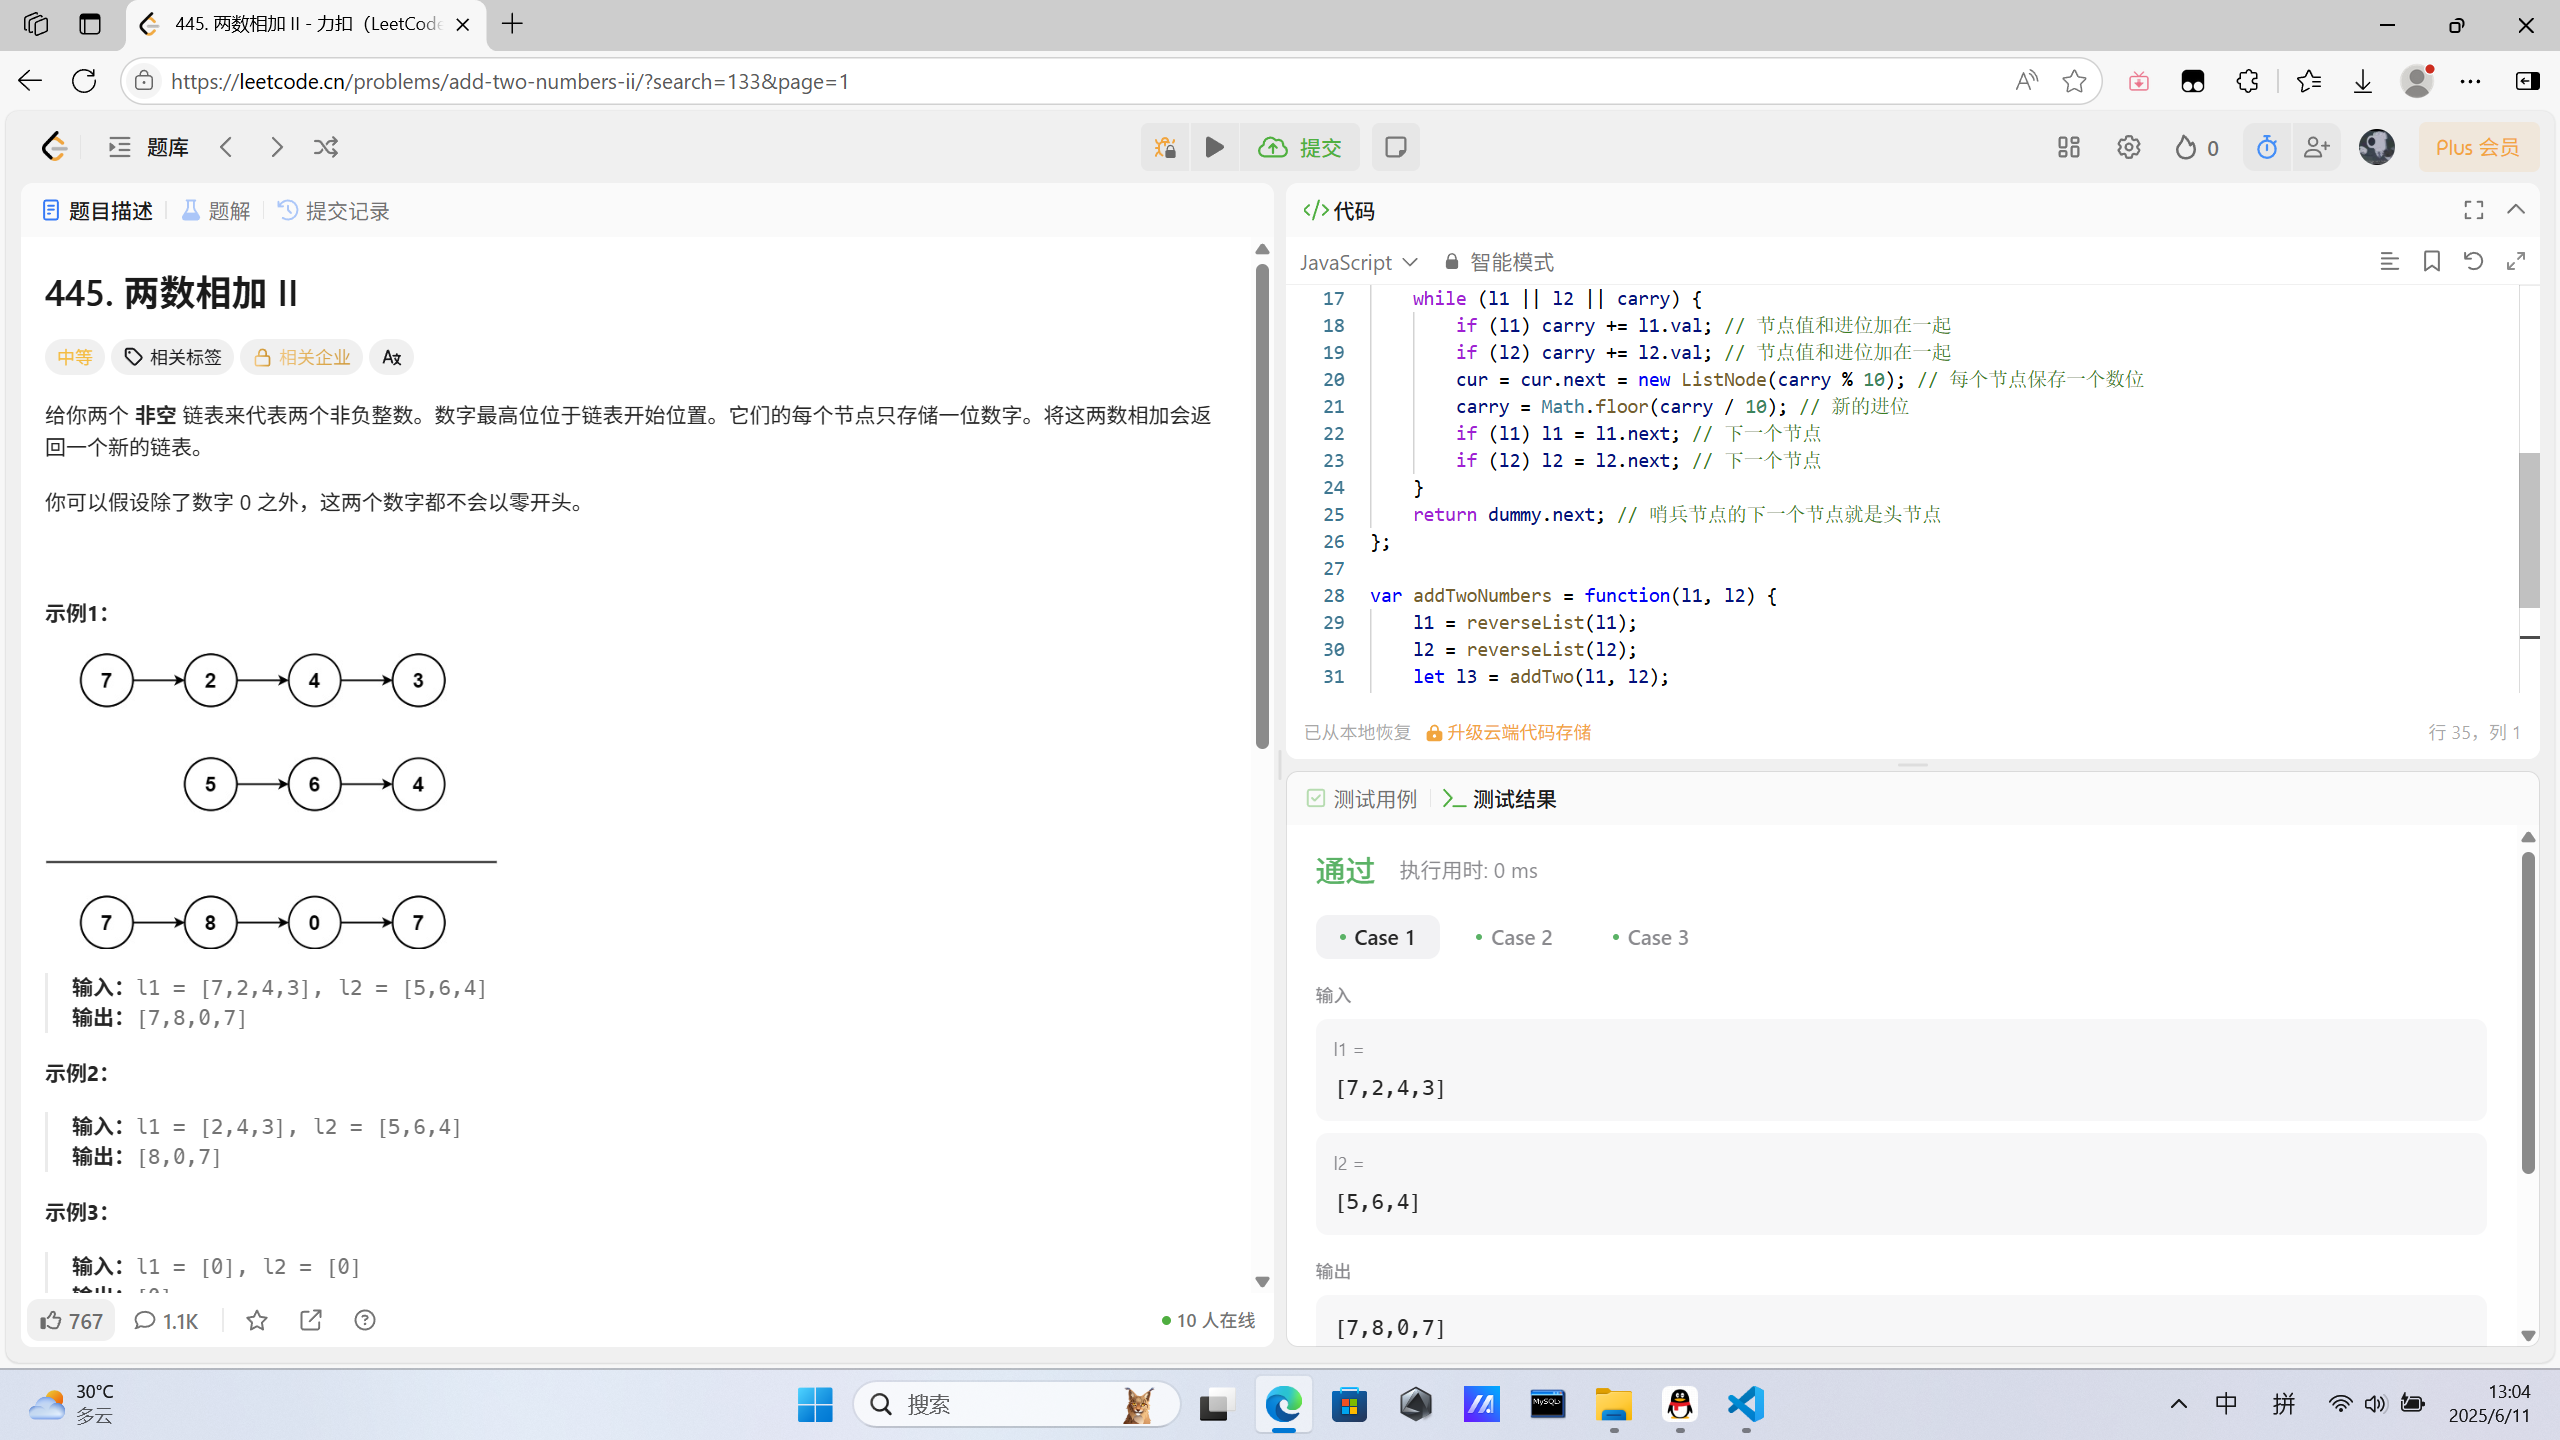 445. 两数相加 II - 力扣（LeetCode
https://leetcode.cn/problems/add-two-numbers-ii/?search=133&page=1
题库
提交
0
Plus 会员
题目描述
题解
提交记录
445. 两数相加 II
中等
相关标签
相关企业
给你两个 非空 链表来代表两个非负整数。数字最高位位于链表开始位置。它们的每个节点只存储一位数字。将这两数相加会返
回一个新的链表。
你可以假设除了数字 0 之外，这两个数字都不会以零开头。
示例1：
7 2 4 3
5 6 4
7 8 0 7
输入：l1 = [7,2,4,3], l2 = [5,6,4]
输出：[7,8,0,7]
示例2：
输入：l1 = [2,4,3], l2 = [5,6,4]
输出：[8,0,7]
示例3：
输入：l1 = [0], l2 = [0]
输出：[0]
767
1.1K
10 人在线
</> 代码
JavaScript
智能模式
17 while (l1 || l2 || carry) {
18 if (l1) carry += l1.val; // 节点值和进位加在一起
19 if (l2) carry += l2.val; // 节点值和进位加在一起
20 cur = cur.next = new ListNode(carry % 10); // 每个节点保存一个数位
21 carry = Math.floor(carry / 10); // 新的进位
22 if (l1) l1 = l1.next; // 下一个节点
23 if (l2) l2 = l2.next; // 下一个节点
24 }
25 return dummy.next; // 哨兵节点的下一个节点就是头节点
26 };
27
28 var addTwoNumbers = function(l1, l2) {
29 l1 = reverseList(l1);
30 l2 = reverseList(l2);
31 let l3 = addTwo(l1, l2);
已从本地恢复
升级云端代码存储
行 35，列 1
测试用例
测试结果
通过
执行用时: 0 ms
Case 1
Case 2
Case 3
输入
l1 =
[7,2,4,3]
l2 =
[5,6,4]
输出
[7,8,0,7]
30°C
多云
搜索
MySQL
中
拼
13:04
2025/6/11